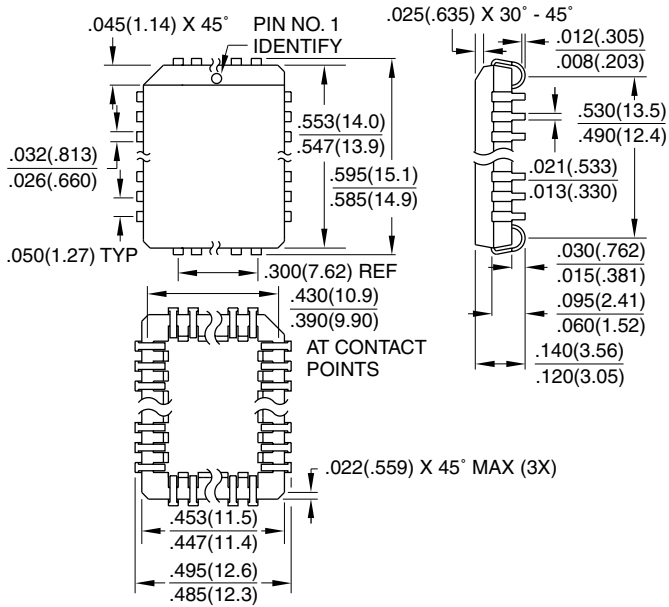 .045(1.14) X 45˚
PIN NO. 1
IDENTIFY
.025(.635) X 30˚ - 45˚
.012(.305)
.008(.203)
.553(14.0)
.547(13.9)
.595(15.1)
.585(14.9)
.032(.813)
.026(.660)
.050(1.27) TYP
.530(13.5)
.490(12.4)
.021(.533)
.013(.330)
.300(7.62) REF
.430(10.9)
.390(9.90)
AT CONTACT
POINTS
.030(.762)
.015(.381)
.095(2.41)
.060(1.52)
.140(3.56)
.120(3.05)
.022(.559) X 45˚ MAX (3X)
.453(11.5)
.447(11.4)
.495(12.6)
.485(12.3)